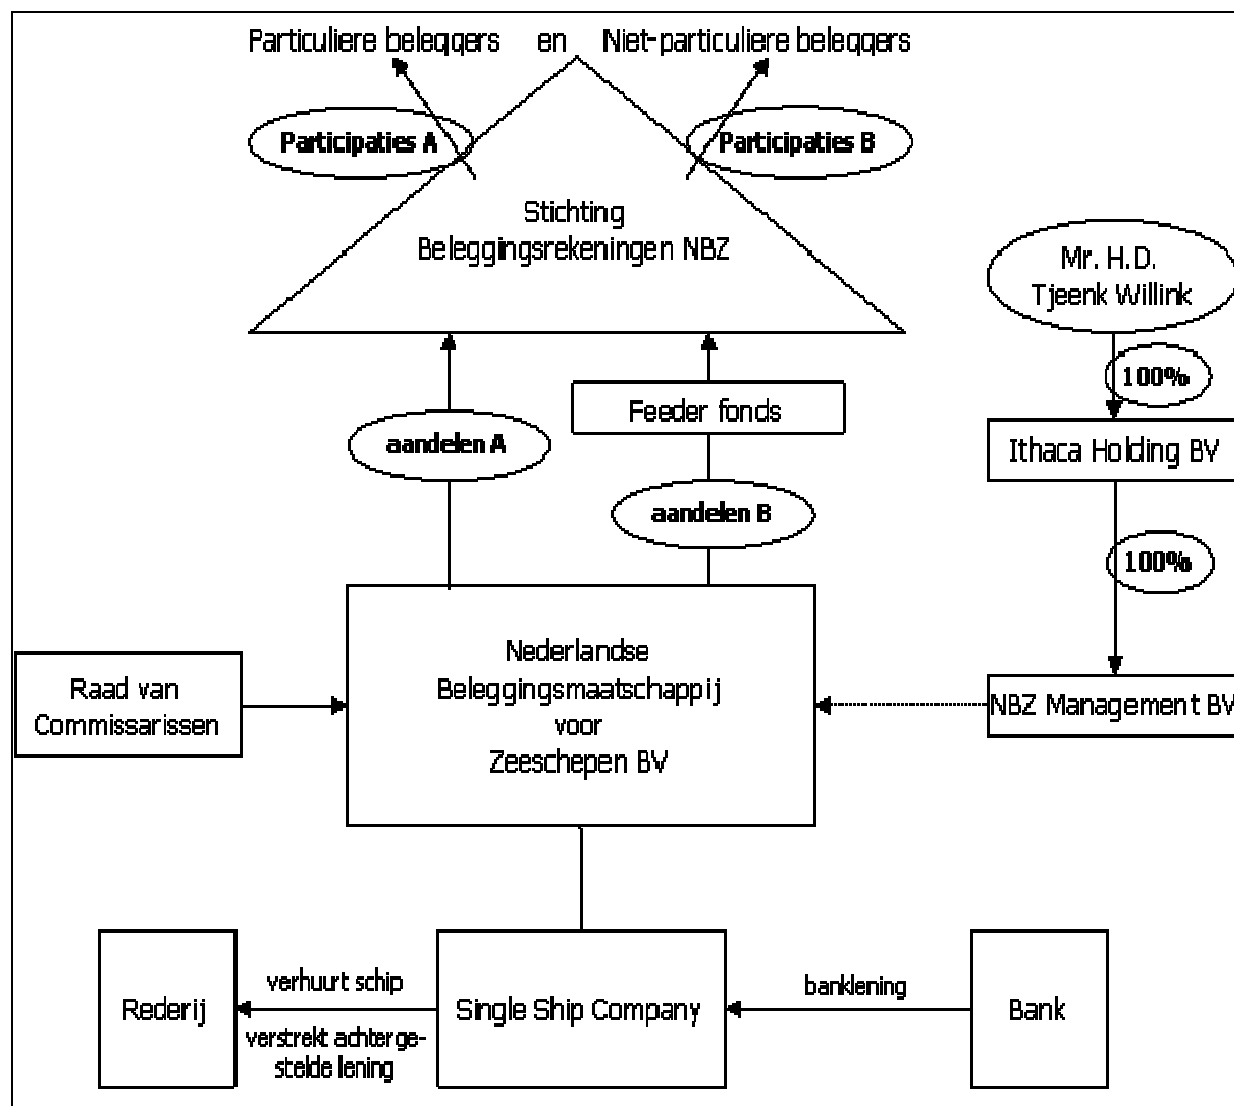 Particuliere beleggers en Niet-particuliere beleggers
Participaties A
Participaties B
Stichting
Beleggingsrekeningen NBZ
Mr. H.D.
Tjeenk Willink
100%
Feeder fonds
aandelen A
Ithaca Holding BV
aandelen B
100%
Nederlandse
Beleggingsmaatschappij
voor
Zeeschepen BV
Raad van
Commissarissen
NBZ Management BV
Rederij
verhuurt schip
verstrekt achterge-
stelde lening
Single Ship Company
banklening
Bank